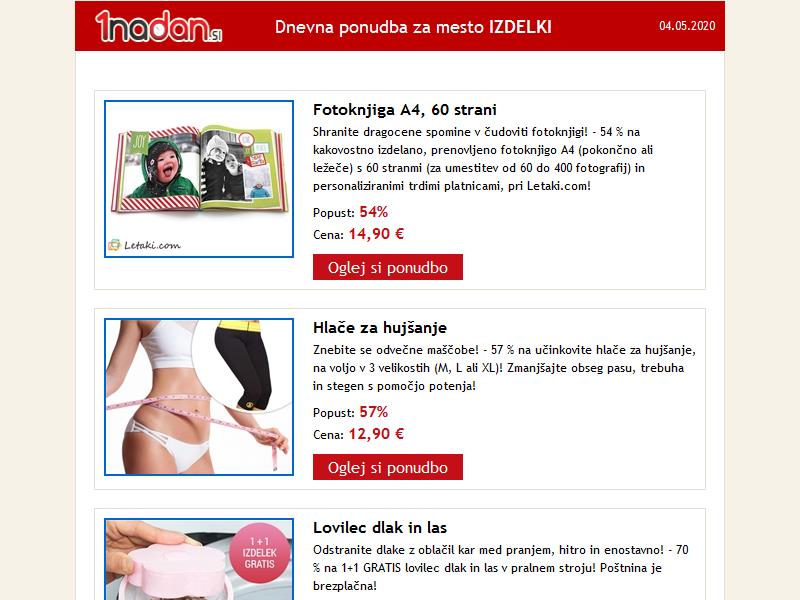 1nadan.si
Dnevna ponudba za mesto IZDELKI
04.05.2020
JOY
Letaki.com
Fotoknjiga A4, 60 strani
Shranite dragocene spomine v čudoviti fotoknjigi! - 54 % na
kakovostno izdelano, prenovljeno fotoknjigo A4 (pokončno ali
ležeče) s 60 stranmi (za umestitev od 60 do 400 fotografij) in
personaliziranimi trdimi platnicami, pri Letaki.com!
Popust: 54%
Cena: 14,90 €
Oglej si ponudbo
Hlače za hujšanje
Znebite se odvečne maščobe! - 57 % na učinkovite hlače za hujšanje,
na voljo v 3 velikostih (M, L ali XL)! Zmanjšajte obseg pasu, trebuha
in stegen s pomočjo potenja!
Popust: 57%
Cena: 12,90 €
Oglej si ponudbo
1 + 1
IZDELEK
GRATIS
Lovilec dlak in las
Odstranite dlake z oblačil kar med pranjem, hitro in enostavno! - 70
% na 1+1 GRATIS lovilec dlak in las v pralnem stroju! Poštnina je
brezplačna!